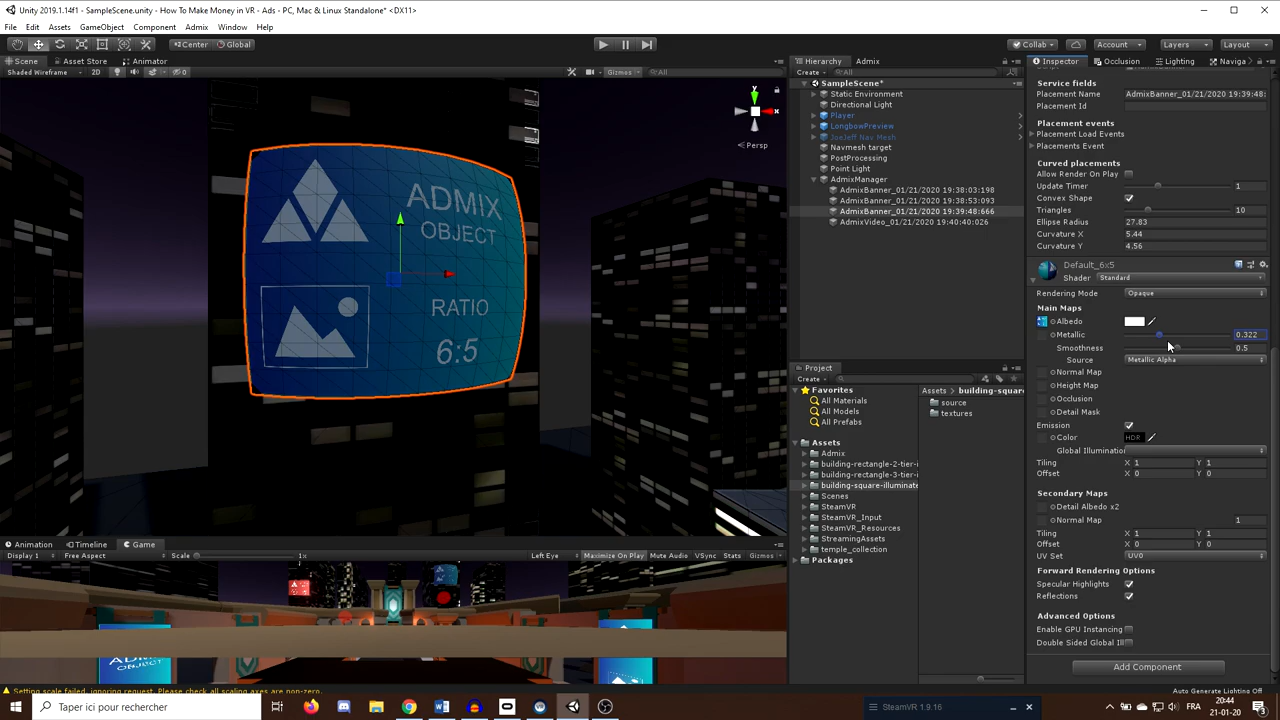 Unity 2019.1.14f1 - SampleScene.unity - How To Make Money in VR - Ads - PC, Mac & Linux Standalone* <DX11>
File Edit Assets GameObject Component Admix Window Help
Center Global Collab Account Layers Layout
Scene Asset Store Animator
Shaded Wireframe 2D 0 Gizmos All
y x Persp
ADMIX
OBJECT
RATIO
6:5
Animation Timeline Game
Display 1 Free Aspect Scale 1x Left Eye Maximize On Play Mute Audio VSync Stats Gizmos
Setting scale failed, ignoring request. Please check all scaling axes are non-zero.
Hierarchy Admix
Create All
SampleScene*
Static Environment
Directional Light
Player
LongbowPreview
JoeJeff Nav Mesh
Navmesh target
PostProcessing
Point Light
AdmixManager
AdmixBanner_01/21/2020 19:38:03:198
AdmixBanner_01/21/2020 19:38:53:093
AdmixBanner_01/21/2020 19:39:48:666
AdmixVideo_01/21/2020 19:40:40:026
Project
Create
Favorites
All Materials
All Models
All Prefabs
Assets
Admix
building-rectangle-2-tier-i
building-rectangle-3-tier-i
building-square-illuminate
Scenes
SteamVR
SteamVR_Input
SteamVR_Resources
StreamingAssets
temple_collection
Packages
Assets building-square
source
textures
Inspector Occlusion Lighting Naviga
Service fields
Placement Name AdmixBanner_01/21/2020 19:39:48:
Placement Id
Placement events
Placement Load Events
Placements Event
Curved placements
Allow Render On Play
Update Timer 1
Convex Shape
Triangles 10
Ellipse Radius 27.83
Curvature X 5.44
Curvature Y 4.56
Default_6x5
Shader Standard
Rendering Mode Opaque
Main Maps
Albedo
Metallic 0.322
Smoothness 0.5
Source Metallic Alpha
Normal Map
Height Map
Occlusion
Detail Mask
Emission
Color HDR
Global Illumination
Tiling X 1 Y 1
Offset X 0 Y 0
Secondary Maps
Detail Albedo x2
Normal Map 1
Tiling X 1 Y 1
Offset X 0 Y 0
UV Set UV0
Forward Rendering Options
Specular Highlights
Reflections
Advanced Options
Enable GPU Instancing
Double Sided Global Ill
Add Component
Auto Generate Lighting Off
Taper ici pour rechercher
SteamVR 1.9.16
FRA
20:44
21-01-20